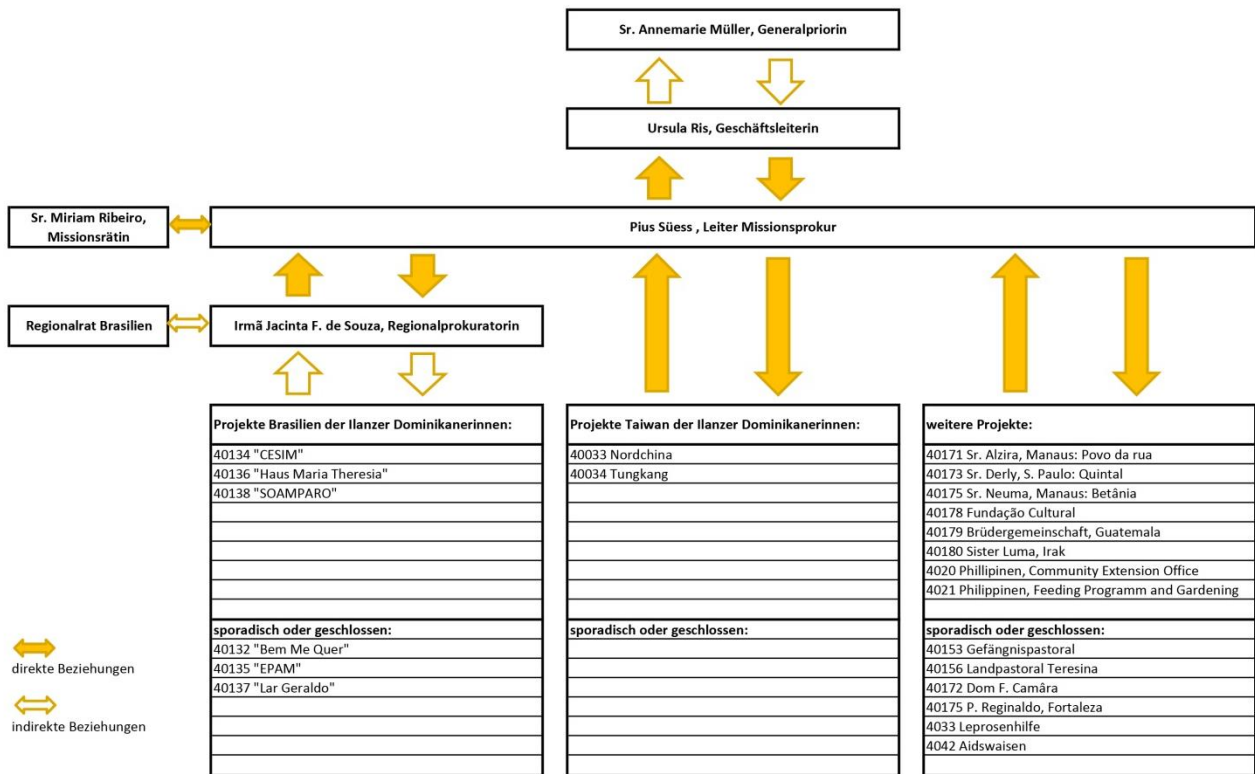 Sr. Annemarie Müller, Generalpriorin
Ursula Ris, Geschäftsleiterin
Sr. Miriam Ribeiro,
Missionsrätin
Pius Süess , Leiter Missionsprokur
Regionalrat Brasilien
Irmã Jacinta F. de Souza, Regionalprokuratorin
Projekte Brasilien der Ilanzer Dominikanerinnen:
40134 "CESIM"
40136 "Haus Maria Theresia"
40138 "SOAMPARO"
sporadisch oder geschlossen:
40132 "Bem Me Quer"
40135 "EPAM"
40137 "Lar Geraldo"
Projekte Taiwan der Ilanzer Dominikanerinnen:
40033 Nordchina
40034 Tungkang
sporadisch oder geschlossen:
weitere Projekte:
40171 Sr. Alzira, Manaus: Povo da rua
40173 Sr. Derly, S. Paulo: Quintal
40175 Sr. Neuma, Manaus: Betânia
40178 Fundação Cultural
40179 Brüdergemeinschaft, Guatemala
40180 Sister Luma, Irak
4020 Phillipinen, Community Extension Office
4021 Philippinen, Feeding Programm and Gardening
sporadisch oder geschlossen:
40153 Gefängnispastoral
40156 Landpastoral Teresina
40172 Dom F. Camâra
40175 P. Reginaldo, Fortaleza
4033 Leprosenhilfe
4042 Aidswaisen
direkte Beziehungen
indirekte Beziehungen